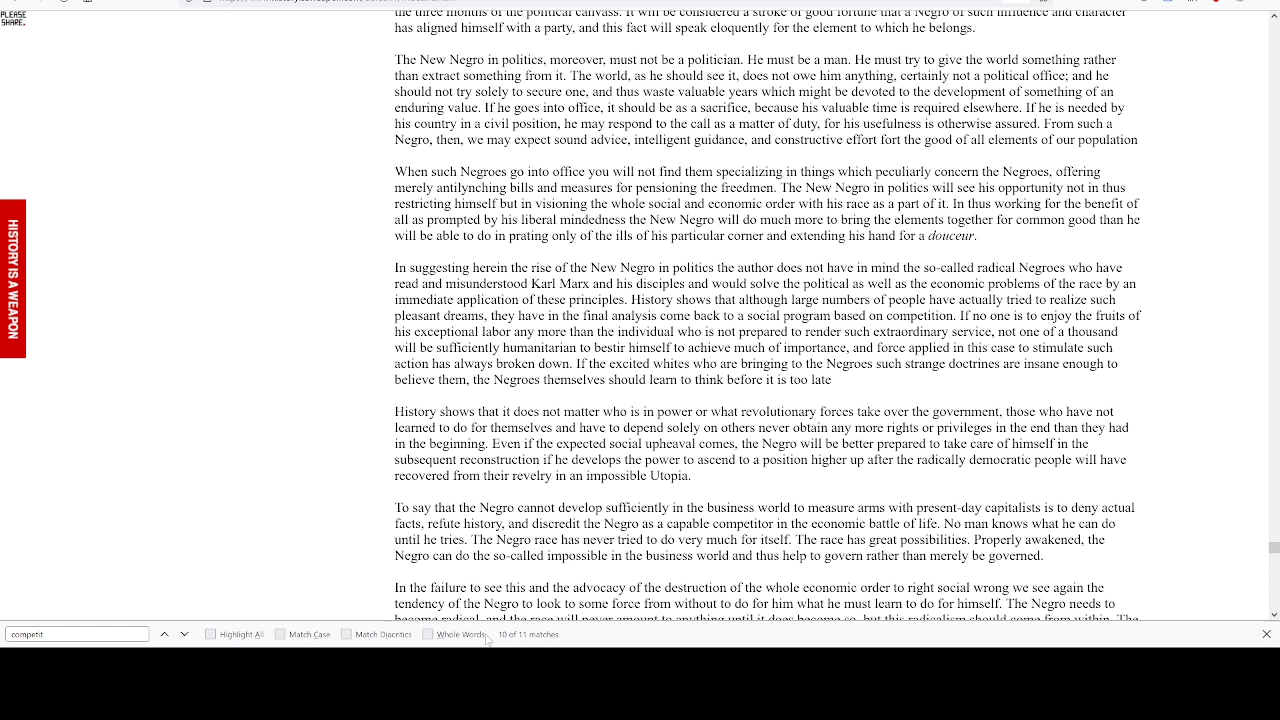 PLEASE
SHARE.
the three months of the political canvass. It will be considered a stroke of good fortune that a Negro of such influence and character
has aligned himself with a party, and this fact will speak eloquently for the element to which he belongs.
The New Negro in politics, moreover, must not be a politician. He must be a man. He must try to give the world something rather
than extract something from it. The world, as he should see it, does not owe him anything, certainly not a political office; and he
should not try solely to secure one, and thus waste valuable years which might be devoted to the development of something of an
enduring value. If he goes into office, it should be as a sacrifice, because his valuable time is required elsewhere. If he is needed by
his country in a civil position, he may respond to the call as a matter of duty, for his usefulness is otherwise assured. From such a
Negro, then, we may expect sound advice, intelligent guidance, and constructive effort fort the good of all elements of our population
When such Negroes go into office you will not find them specializing in things which peculiarly concern the Negroes, offering
merely antilynching bills and measures for pensioning the freedmen. The New Negro in politics will see his opportunity not in thus
restricting himself but in visioning the whole social and economic order with his race as a part of it. In thus working for the benefit of
all as prompted by his liberal mindedness the New Negro will do much more to bring the elements together for common good than he
will be able to do in prating only of the ills of his particular corner and extending his hand for a douceur.
HISTORY IS A WEAPON
In suggesting herein the rise of the New Negro in politics the author does not have in mind the so-called radical Negroes who have
read and misunderstood Karl Marx and his disciples and would solve the political as well as the economic problems of the race by an
immediate application of these principles. History shows that although large numbers of people have actually tried to realize such
pleasant dreams, they have in the final analysis come back to a social program based on competition. If no one is to enjoy the fruits of
his exceptional labor any more than the individual who is not prepared to render such extraordinary service, not one of a thousand
will be sufficiently humanitarian to bestir himself to achieve much of importance, and force applied in this case to stimulate such
action has always broken down. If the excited whites who are bringing to the Negroes such strange doctrines are insane enough to
believe them, the Negroes themselves should learn to think before it is too late
History shows that it does not matter who is in power or what revolutionary forces take over the government, those who have not
learned to do for themselves and have to depend solely on others never obtain any more rights or privileges in the end than they had
in the beginning. Even if the expected social upheaval comes, the Negro will be better prepared to take care of himself in the
subsequent reconstruction if he develops the power to ascend to a position higher up after the radically democratic people will have
recovered from their revelry in an impossible Utopia.
To say that the Negro cannot develop sufficiently in the business world to measure arms with present-day capitalists is to deny actual
facts, refute history, and discredit the Negro as a capable competitor in the economic battle of life. No man knows what he can do
until he tries. The Negro race has never tried to do very much for itself. The race has great possibilities. Properly awakened, the
Negro can do the so-called impossible in the business world and thus help to govern rather than merely be governed.
In the failure to see this and the advocacy of the destruction of the whole economic order to right social wrong we see again the
tendency of the Negro to look to some force from without to do for him what he must learn to do for himself. The Negro needs to
become radical, and the race will never amount to anything until it does become so, but this radicalism should come from within. The
competit Highlight All Match Case Match Diacritics Whole Words 10 of 11 matches